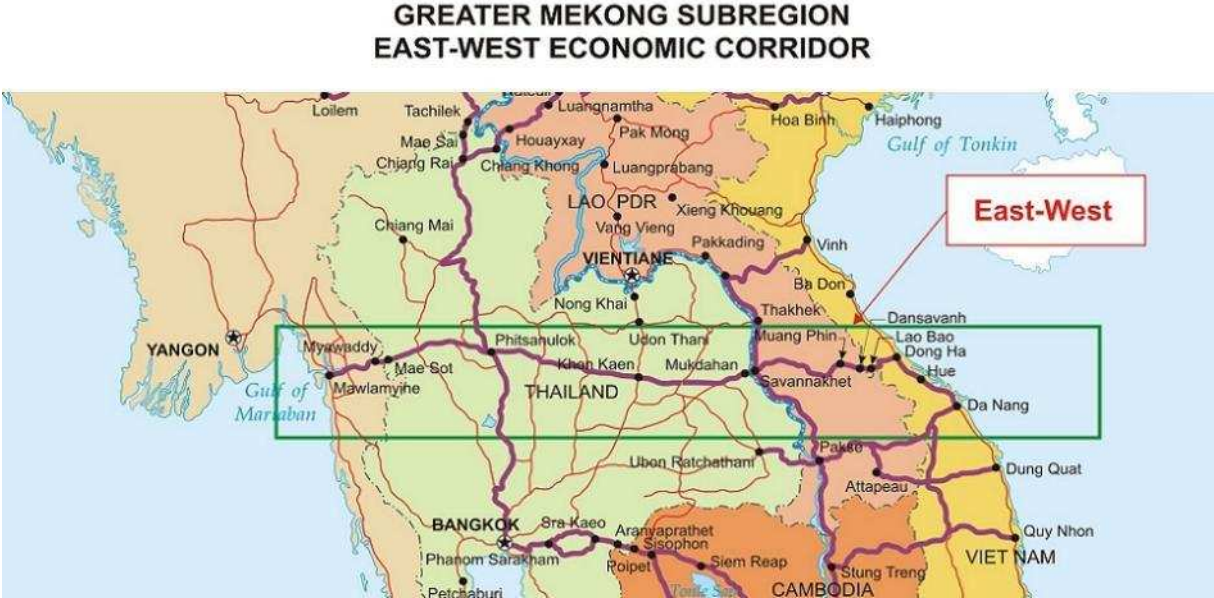 GREATER MEKONG SUBREGION
EAST-WEST ECONOMIC CORRIDOR
Loilem
Tachilek
Luangnamtha
Hoa Binh
Haiphong
Mae Sai
Houayxay
Pak Mong
Gulf of Tonkin
Chiang Rai
Chiang Khong
Luangprabang
LAO PDR
Xieng Khouang
East-West
Chiang Mai
Vang Vieng
Pakkading
Vinh
VIENTIANE
Ba Don
Nong Khai
Thakhek
Dansavanh
YANGON
Myawaddy
Phitsanulok
Udon Thani
Muang Phin
Lao Bao
Mae Sot
Khon Kaen
Mukdahan
Dong Ha
Hue
Gulf of
Martaban
Mawlamyine
THAILAND
Savannakhet
Da Nang
Pakse
Ubon Ratchathani
Dung Quat
Attapeau
BANGKOK
Sra Kaeo
Aranyaprathet
Quy Nhon
Phanom Sarakham
Sisophon
Poipet
Siem Reap
Stung Treng
VIET NAM
Petchaburi
Tonle Sap
CAMBODIA